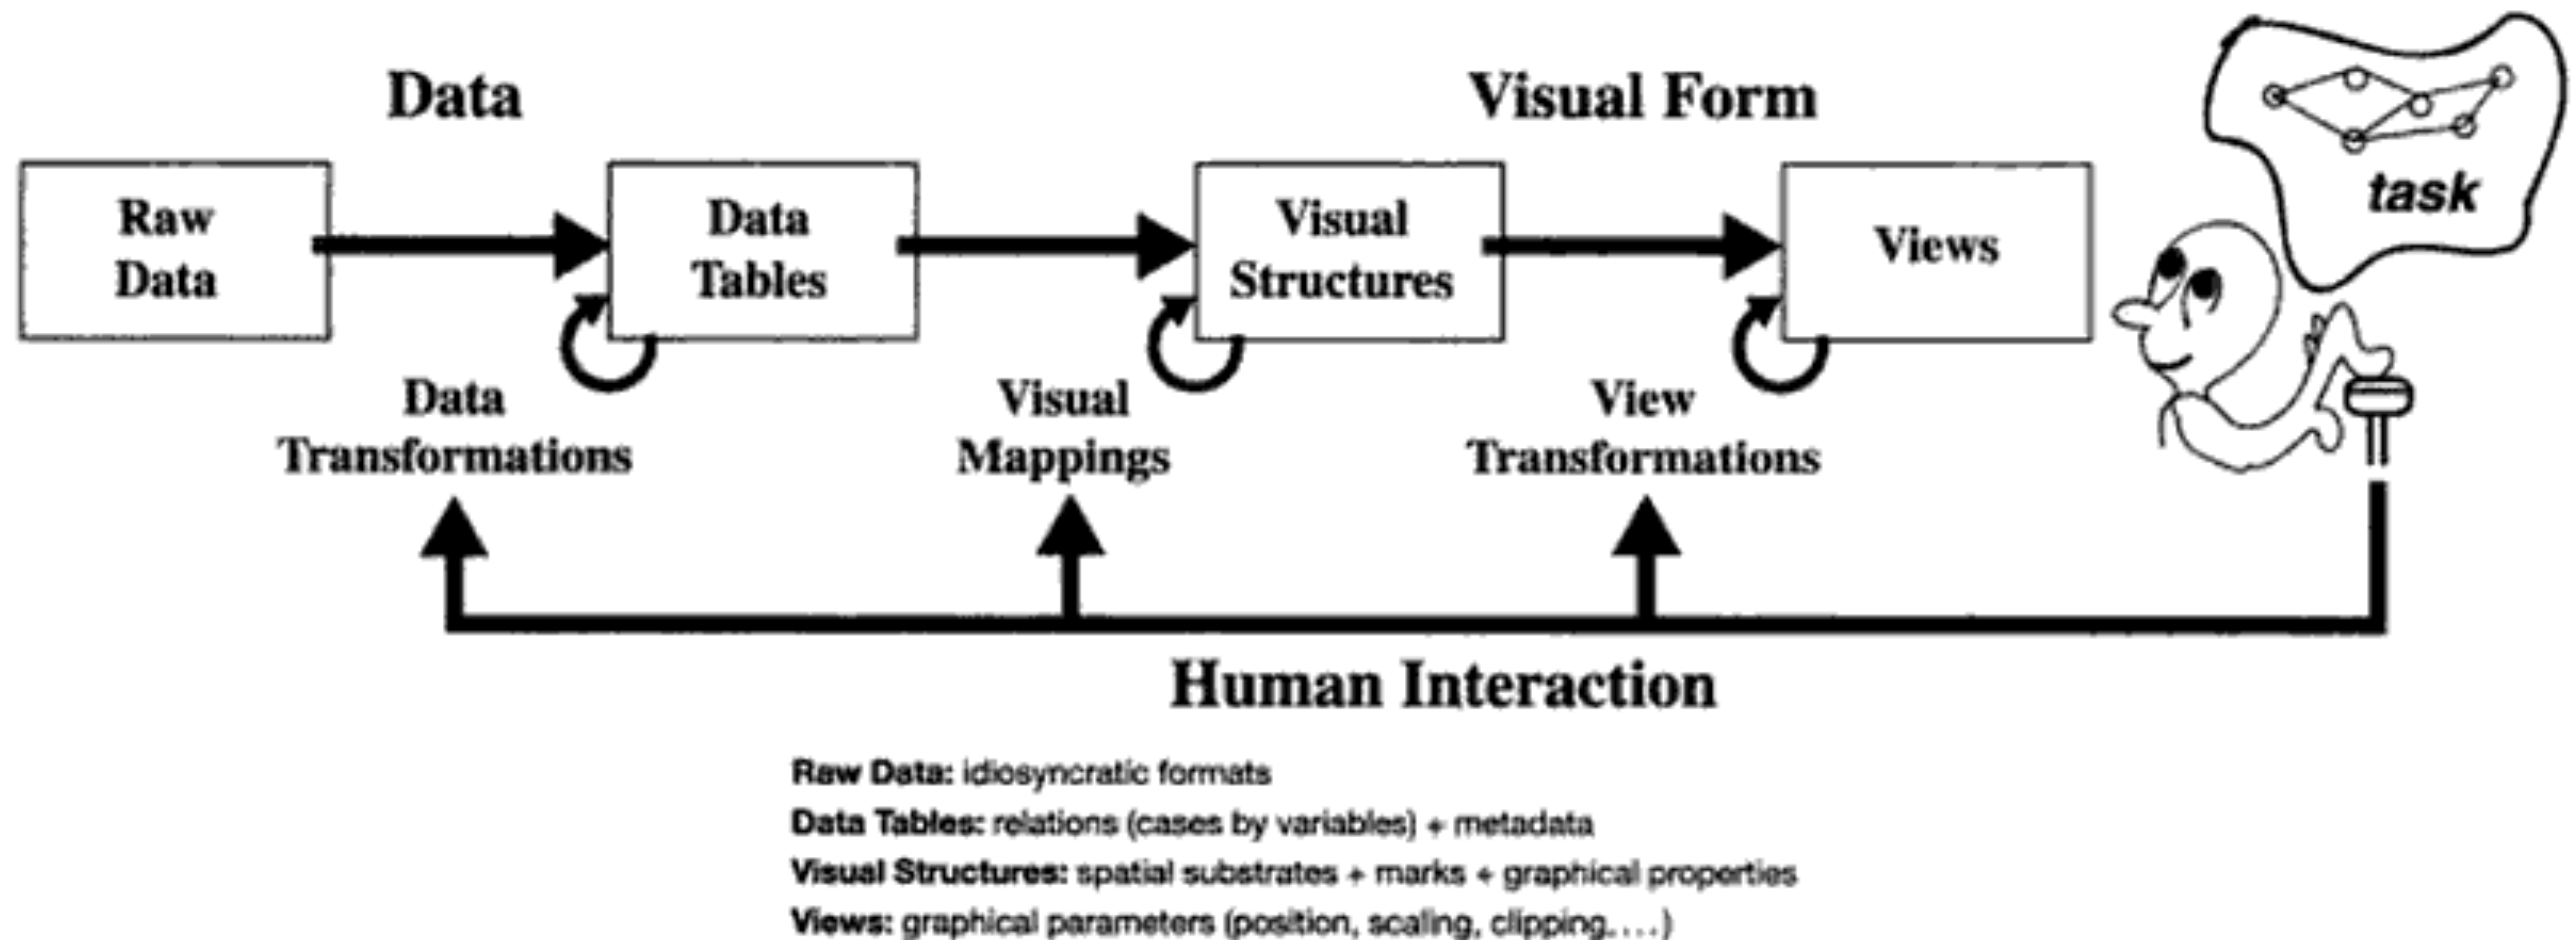 Data
Visual Form
Raw
Data
Data
Tables
Visual
Structures
Views
task
Data
Transformations
Visual
Mappings
View
Transformations
Human Interaction
Raw Data: idiosyncratic formats
Data Tables: relations (cases by variables) + metadata
Visual Structures: spatial substrates + marks + graphical properties
Views: graphical parameters (position, scaling, clipping,...)